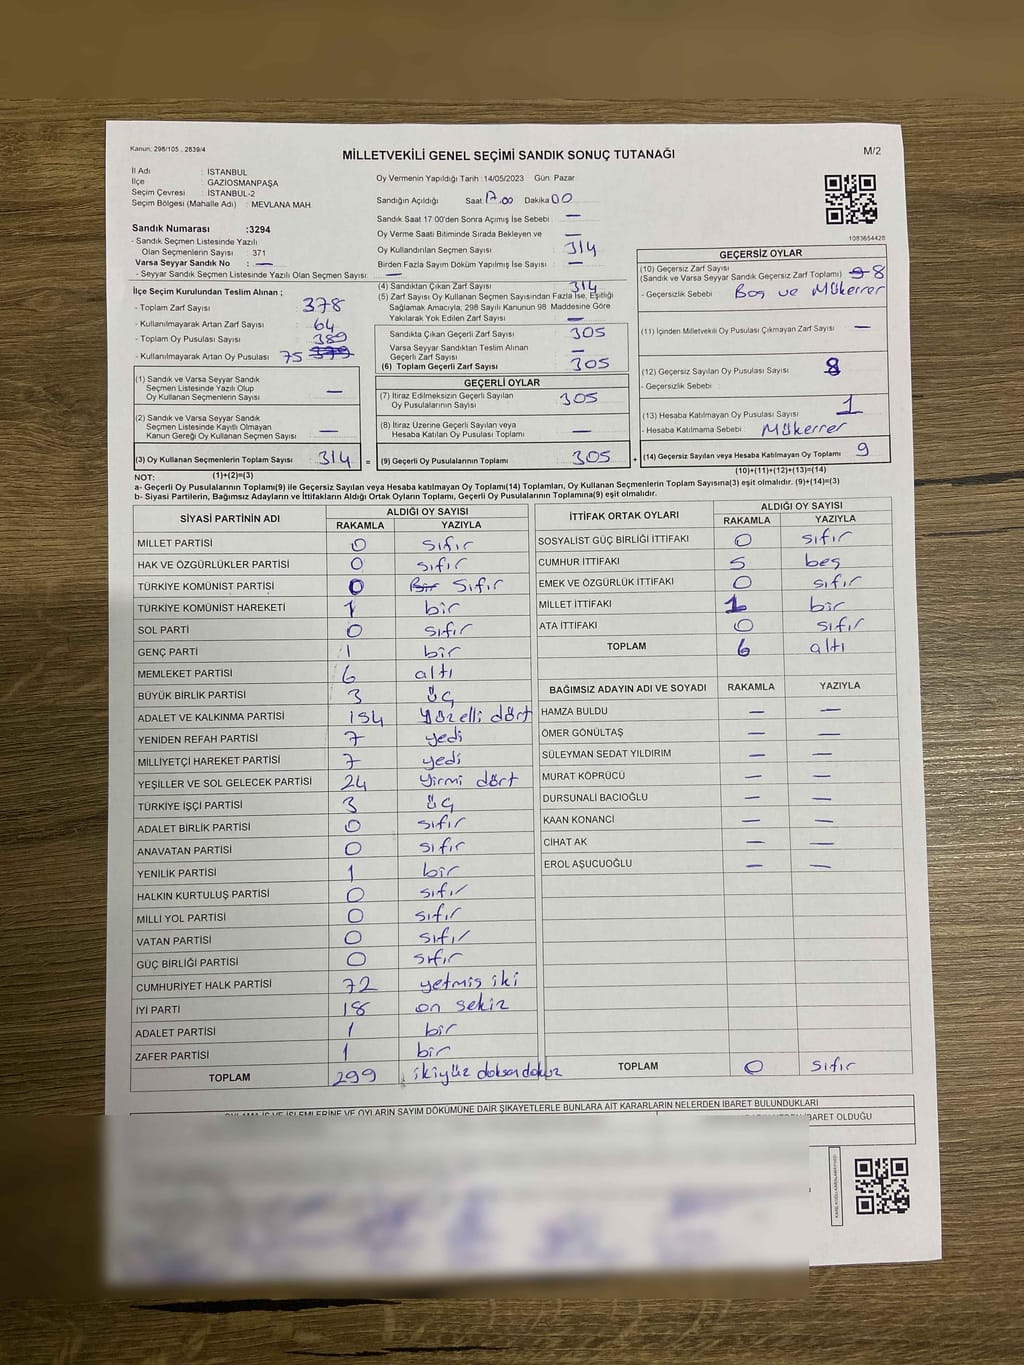 Kanun: 298/105 , 2839/4
MİLLETVEKİLİ GENEL SEÇİMİ SANDIK SONUÇ TUTANAĞI
M/2
İl Adı : İSTANBUL
İlçe : GAZİOSMANPAŞA
Seçim Çevresi : İSTANBUL-2
Seçim Bölgesi (Mahalle Adı) : MEVLANA MAH.
Sandık Numarası :3294
- Sandık Seçmen Listesinde Yazılı
Olan Seçmenlerin Sayısı : 371
Varsa Seyyar Sandık No : —
- Seyyar Sandık Seçmen Listesinde Yazılı Olan Seçmen Sayısı: —
Oy Vermenin Yapıldığı Tarih :14/05/2023 Gün: Pazar
Sandığın Açıldığı Saat 17.00 Dakika 00
Sandık Saat 17 00'den Sonra Açımış İse Sebebi : —
Oy Verme Saati Bitiminde Sırada Bekleyen ve
Oy Kullandırılan Seçmen Sayısı : 314
Birden Fazla Sayım Döküm Yapılmış İse Sayısı : —
1083654428
İlçe Seçim Kurulundan Teslim Alınan ;
- Toplam Zarf Sayısı : 378
- Kullanılmayarak Artan Zarf Sayısı : 64
- Toplam Oy Pusulası Sayısı : 389
- Kullanılmayarak Artan Oy Pusulası : 75
(1) Sandık ve Varsa Seyyar Sandık
Seçmen Listesinde Yazılı Olup
Oy Kullanan Seçmenlerin Sayısı —
(2) Sandık ve Varsa Seyyar Sandık
Seçmen Listesinde Kayıtlı Olmayan
Kanun Gereği Oy Kullanan Seçmen Sayısı —
(3) Oy Kullanan Seçmenlerin Toplam Sayısı 314 =
(1)+(2)=(3)
(4) Sandıktan Çıkan Zarf Sayısı : 314
(5) Zarf Sayısı Oy Kullanan Seçmen Sayısından Fazla İse, Eşitliği
Sağlamak Amacıyla, 298 Sayılı Kanunun 98. Maddesine Göre
Yakılarak Yok Edilen Zarf Sayısı : —
Sandıkta Çıkan Geçerli Zarf Sayısı : 305
Varsa Seyyar Sandıktan Teslim Alınan
Geçerli Zarf Sayısı : —
(6) Toplam Geçerli Zarf Sayısı : 305
GEÇERLİ OYLAR
(7) İtiraz Edilmeksizin Geçerli Sayılan
Oy Pusulalarının Sayısı : 305
(8) İtiraz Üzerine Geçerli Sayılan veya
Hesaba Katılan Oy Pusulası Toplamı : —
(9) Geçerli Oy Pusulalarının Toplamı : 305 +
GEÇERSİZ OYLAR
(10) Geçersiz Zarf Sayısı
(Sandık ve Varsa Seyyar Sandık Geçersiz Zarf Toplamı) : 9 8
- Geçersizlik Sebebi : Boş ve Mükerrer
(11) İçinden Milletvekili Oy Pusulası Çıkmayan Zarf Sayısı : —
(12) Geçersiz Sayılan Oy Pusulası Sayısı : 8
- Geçersizlik Sebebi :
(13) Hesaba Katılmayan Oy Pusulası Sayısı : 1
- Hesaba Katılmama Sebebi : Mükerrer
(14) Geçersiz Sayılan veya Hesaba Katılmayan Oy Toplamı : 9
(10)+(11)+(12)+(13)=(14)
NOT:
a- Geçerli Oy Pusulalarının Toplamı(9) ile Geçersiz Sayılan veya Hesaba Katılmayan Oy Toplamı(14) Toplamları, Oy Kullanan Seçmenlerin Toplam Sayısına(3) eşit olmalıdır. (9)+(14)=(3)
b- Siyasi Partilerin, Bağımsız Adayların ve İttifakların Aldığı Ortak Oyların Toplamı, Geçerli Oy Pusulalarının Toplamına(9) eşit olmalıdır.
SİYASİ PARTİNİN ADI ALDIĞI OY SAYISI
RAKAMLA YAZIYLA
MİLLET PARTİSİ 0 sıfır
HAK VE ÖZGÜRLÜKLER PARTİSİ 0 sıfır
TÜRKİYE KOMÜNİST PARTİSİ 0 Bir sıfır
TÜRKİYE KOMÜNİST HAREKETİ 1 bir
SOL PARTİ 0 sıfır
GENÇ PARTİ 1 bir
MEMLEKET PARTİSİ 6 altı
BÜYÜK BİRLİK PARTİSİ 3 üç
ADALET VE KALKINMA PARTİSİ 154 yüz elli dört
YENİDEN REFAH PARTİSİ 7 yedi
MİLLİYETÇİ HAREKET PARTİSİ 7 yedi
YEŞİLLER VE SOL GELECEK PARTİSİ 24 yirmi dört
TÜRKİYE İŞÇİ PARTİSİ 3 üç
ADALET BİRLİK PARTİSİ 0 sıfır
ANAVATAN PARTİSİ 0 sıfır
YENİLİK PARTİSİ 1 bir
HALKIN KURTULUŞ PARTİSİ 0 sıfır
MİLLİ YOL PARTİSİ 0 sıfır
VATAN PARTİSİ 0 sıfır
GÜÇ BİRLİĞİ PARTİSİ 0 sıfır
CUMHURİYET HALK PARTİSİ 72 yetmis iki
İYİ PARTİ 18 on sekiz
ADALET PARTİSİ 1 bir
ZAFER PARTİSİ 1 bir
TOPLAM 299 ikiyüz doksandokuz
İTTİFAK ORTAK OYLARI ALDIĞI OY SAYISI
RAKAMLA YAZIYLA
SOSYALİST GÜÇ BİRLİĞİ İTTİFAKI 0 sıfır
CUMHUR İTTİFAKI 5 beş
EMEK VE ÖZGÜRLÜK İTTİFAKI 0 sıfır
MİLLET İTTİFAKI 1 bir
ATA İTTİFAKI 0 sıfır
TOPLAM 6 altı
BAĞIMSIZ ADAYIN ADI VE SOYADI RAKAMLA YAZIYLA
HAMZA BULDU — —
ÖMER GÖNÜLTAŞ — —
SÜLEYMAN SEDAT YILDIRIM — —
MURAT KÖPRÜCÜ — —
DURSUNALİ BACIOĞLU — —
KAAN KONANCİ — —
CİHAT AK — —
EROL AŞUCUOĞLU — —
TOPLAM 0 sıfır
OYLAMA İŞ VE İŞLEMLERİNE VE OYLARIN SAYIM DÖKÜMÜNE DAİR ŞİKAYETLERLE BUNLARA AİT KARARLARIN NELERDEN İBARET BULUNDUKLARI
İBARET OLDUĞU